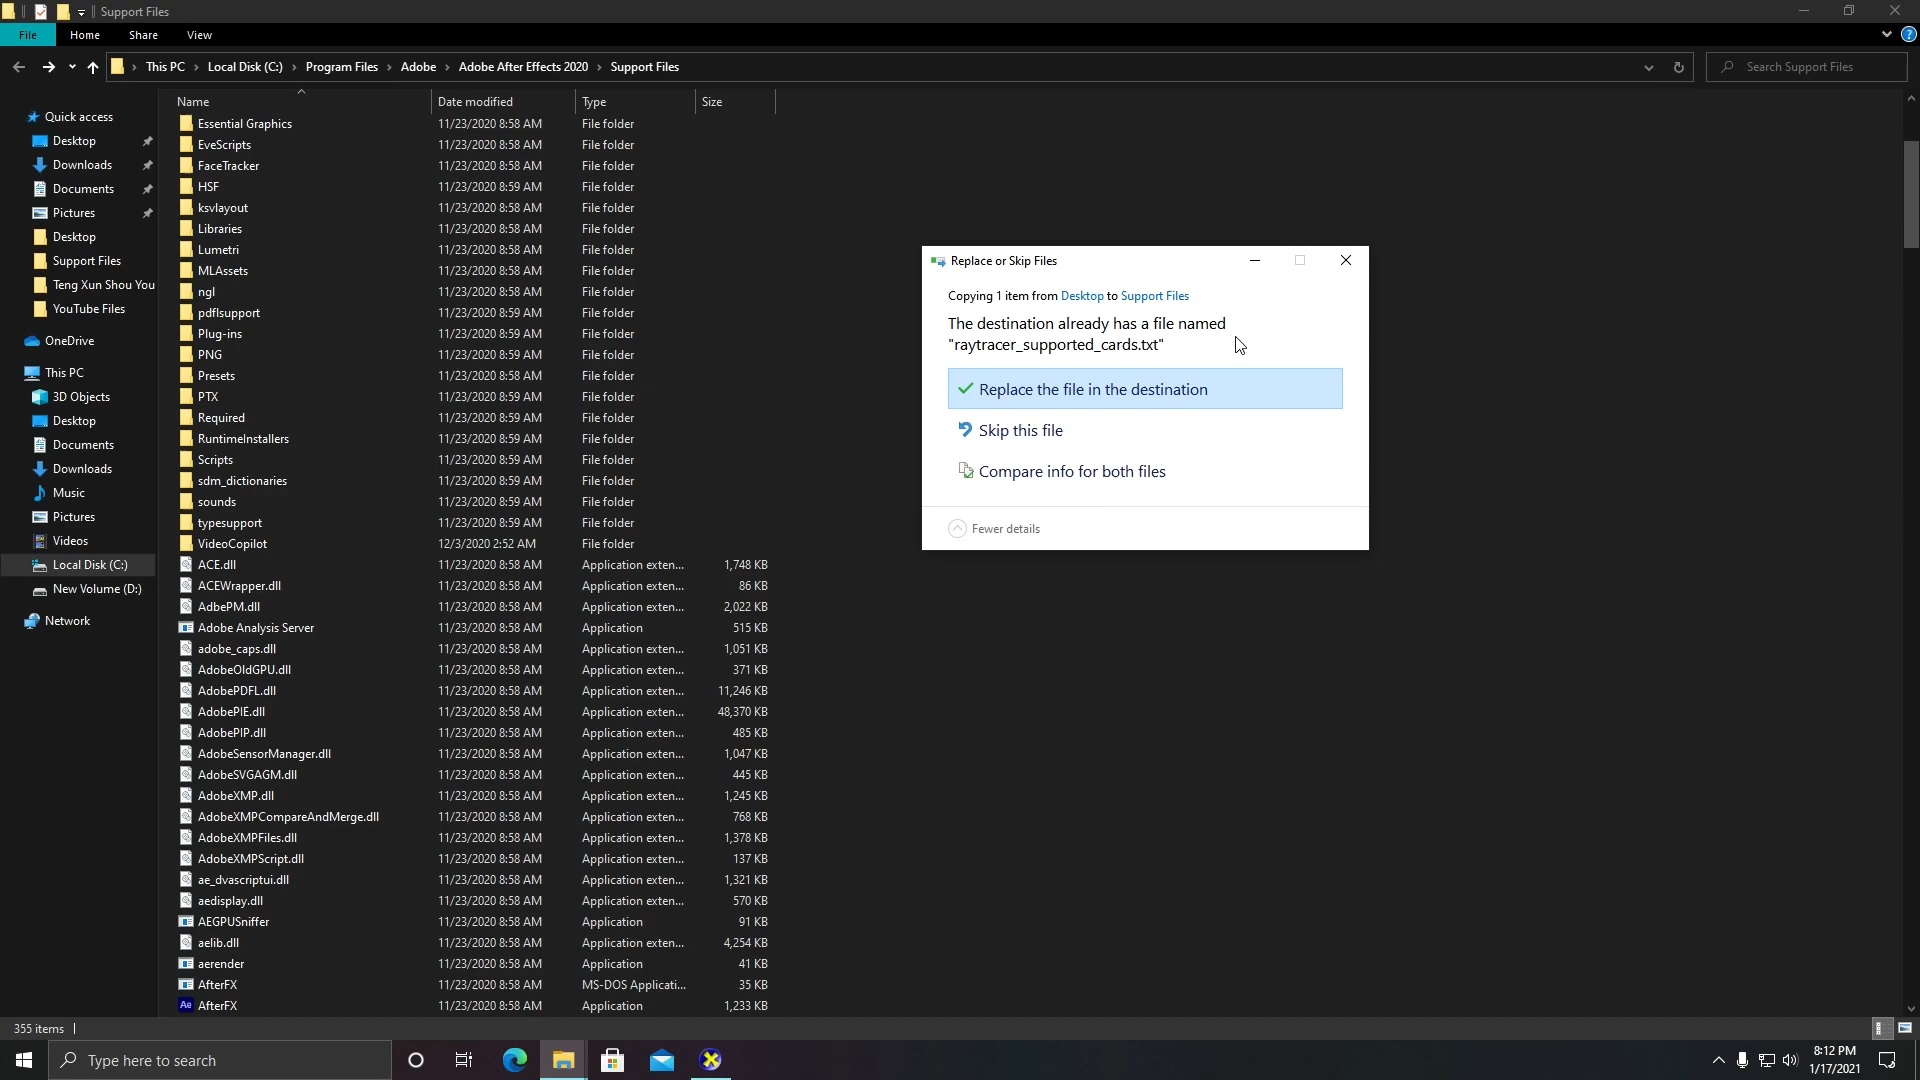 Support Files
File Home Share View
This PC Local Disk (C:) Program Files Adobe Adobe After Effects 2020 Support Files
Search Support Files
Quick access
Desktop
Downloads
Documents
Pictures
Desktop
Support Files
Teng Xun Shou You
YouTube Files
OneDrive
This PC
3D Objects
Desktop
Documents
Downloads
Music
Pictures
Videos
Local Disk (C:)
New Volume (D:)
Network
Name Date modified Type Size
Essential Graphics 11/23/2020 8:58 AM File folder
EveScripts 11/23/2020 8:58 AM File folder
FaceTracker 11/23/2020 8:58 AM File folder
HSF 11/23/2020 8:59 AM File folder
ksvlayout 11/23/2020 8:58 AM File folder
Libraries 11/23/2020 8:58 AM File folder
Lumetri 11/23/2020 8:58 AM File folder
MLAssets 11/23/2020 8:58 AM File folder
ngl 11/23/2020 8:58 AM File folder
pdflsupport 11/23/2020 8:58 AM File folder
Plug-ins 11/23/2020 8:59 AM File folder
PNG 11/23/2020 8:59 AM File folder
Presets 11/23/2020 8:58 AM File folder
PTX 11/23/2020 8:58 AM File folder
Required 11/23/2020 8:59 AM File folder
RuntimeInstallers 11/23/2020 8:59 AM File folder
Scripts 11/23/2020 8:59 AM File folder
sdm_dictionaries 11/23/2020 8:59 AM File folder
sounds 11/23/2020 8:59 AM File folder
typesupport 11/23/2020 8:59 AM File folder
VideoCopilot 12/3/2020 2:52 AM File folder
ACE.dll 11/23/2020 8:58 AM Application exten... 1,748 KB
ACEWrapper.dll 11/23/2020 8:58 AM Application exten... 86 KB
AdbePM.dll 11/23/2020 8:58 AM Application exten... 2,022 KB
Adobe Analysis Server 11/23/2020 8:58 AM Application 515 KB
adobe_caps.dll 11/23/2020 8:58 AM Application exten... 1,051 KB
AdobeOldGPU.dll 11/23/2020 8:58 AM Application exten... 371 KB
AdobePDFL.dll 11/23/2020 8:58 AM Application exten... 11,246 KB
AdobePIE.dll 11/23/2020 8:58 AM Application exten... 48,370 KB
AdobePIP.dll 11/23/2020 8:58 AM Application exten... 485 KB
AdobeSensorManager.dll 11/23/2020 8:58 AM Application exten... 1,047 KB
AdobeSVGAGM.dll 11/23/2020 8:58 AM Application exten... 445 KB
AdobeXMP.dll 11/23/2020 8:58 AM Application exten... 1,245 KB
AdobeXMPCompareAndMerge.dll 11/23/2020 8:58 AM Application exten... 768 KB
AdobeXMPFiles.dll 11/23/2020 8:58 AM Application exten... 1,378 KB
AdobeXMPScript.dll 11/23/2020 8:58 AM Application exten... 137 KB
ae_dvascriptui.dll 11/23/2020 8:58 AM Application exten... 1,321 KB
aedisplay.dll 11/23/2020 8:58 AM Application exten... 570 KB
AEGPUSniffer 11/23/2020 8:58 AM Application 91 KB
aelib.dll 11/23/2020 8:58 AM Application exten... 4,254 KB
aerender 11/23/2020 8:58 AM Application 41 KB
AfterFX 11/23/2020 8:58 AM MS-DOS Applicati... 35 KB
Ae AfterFX 11/23/2020 8:58 AM Application 1,233 KB
Replace or Skip Files
Copying 1 item from Desktop to Support Files
The destination already has a file named
"raytracer_supported_cards.txt"
Replace the file in the destination
Skip this file
Compare info for both files
Fewer details
355 items
Type here to search
8:12 PM
1/17/2021